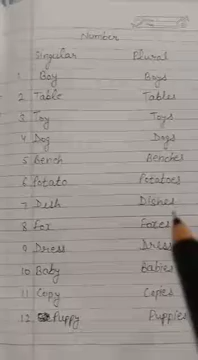 Number
Singular Plural
1 Boy Boys
2 Table Tables
3 Toy Toys
4 Dog Dogs
5 Bench Benches
6 Potato Potatoes
7 Dish Dishes
8 Fox Foxes
9 Dress
10 Baby Babies
11 Copy Copies
12 Puppy Puppies